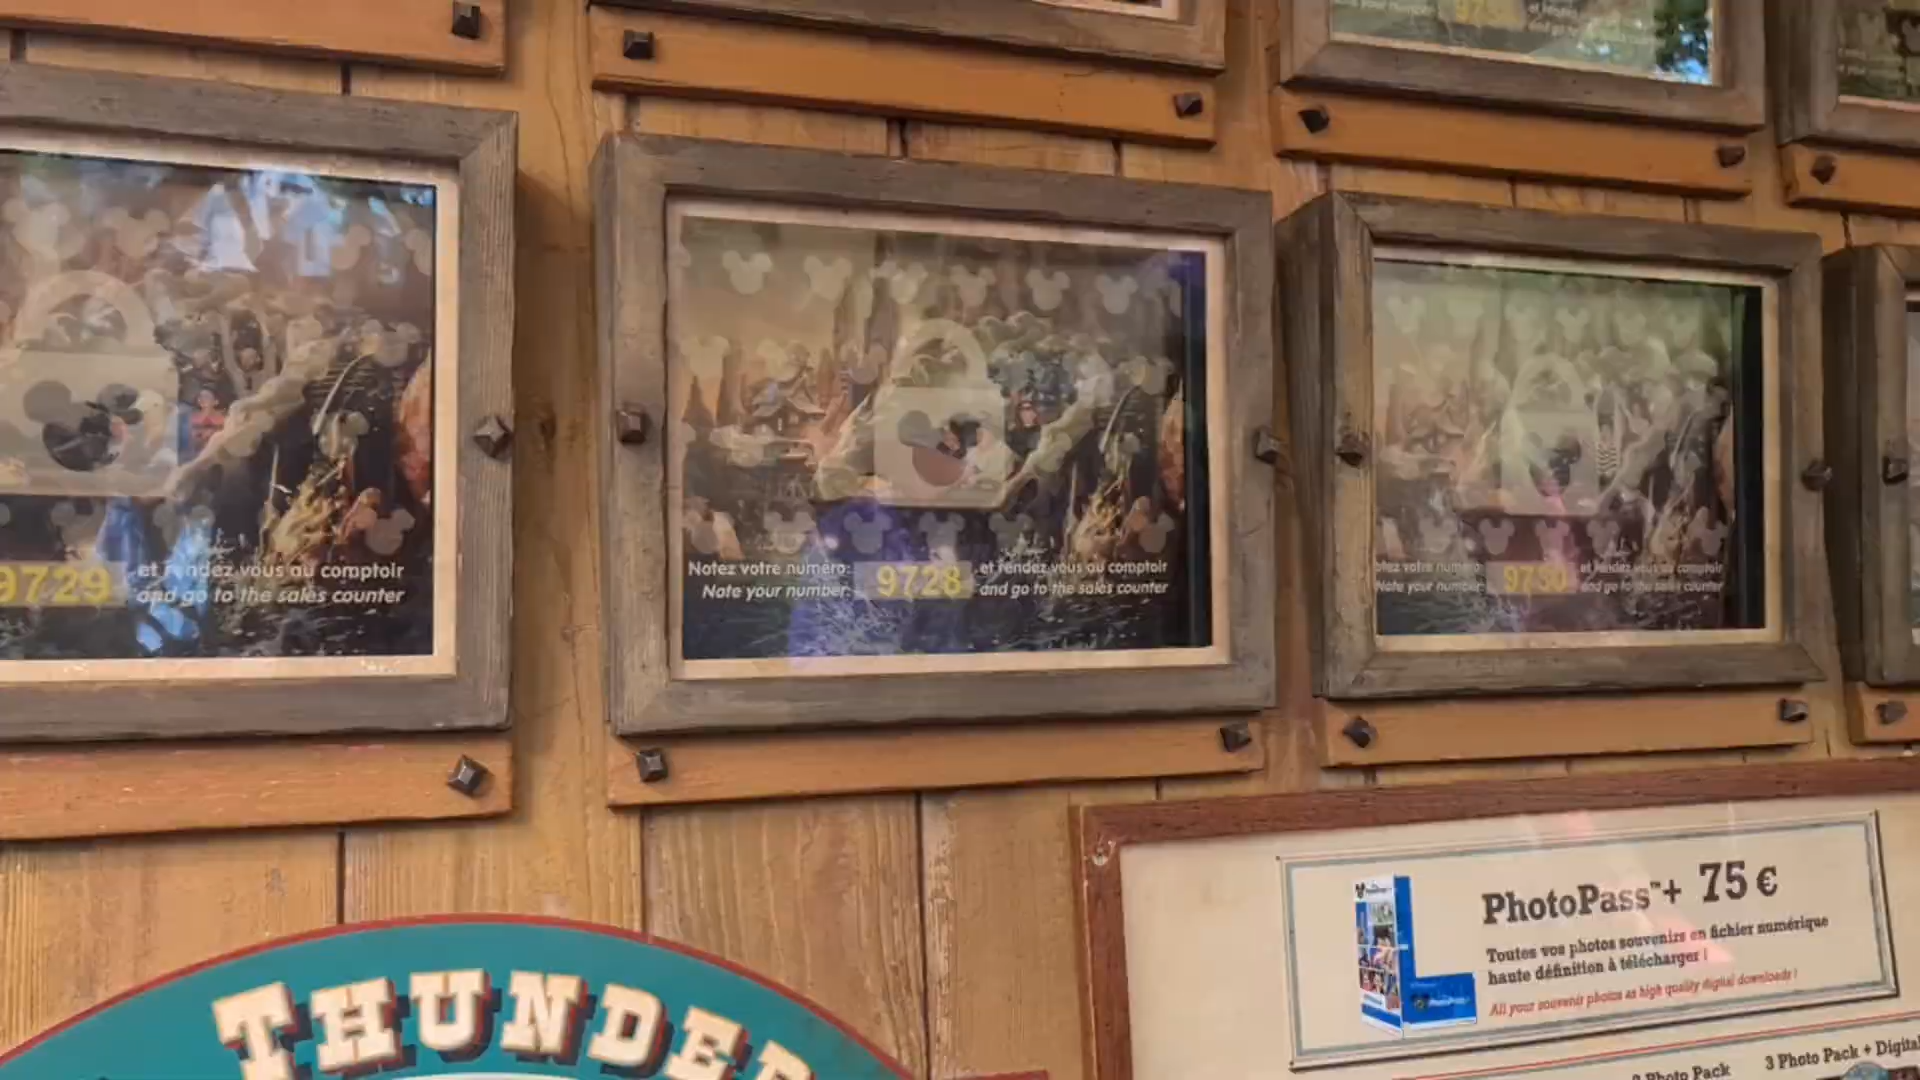 9729 et rendez-vous au comptoir
and go to the sales counter
Notez votre numéro: 9728 et rendez-vous au comptoir
Note your number: and go to the sales counter
votre numéro: 9730 et rendez-vous au comptoir
Note your number: and go to the sales counter
THUNDER
PhotoPass™+ 75 €
Toutes vos photos souvenirs en fichier numérique
haute définition à télécharger !
All your souvenir photos as high quality digital downloads !
Photo Pack
3 Photo Pack + Digital